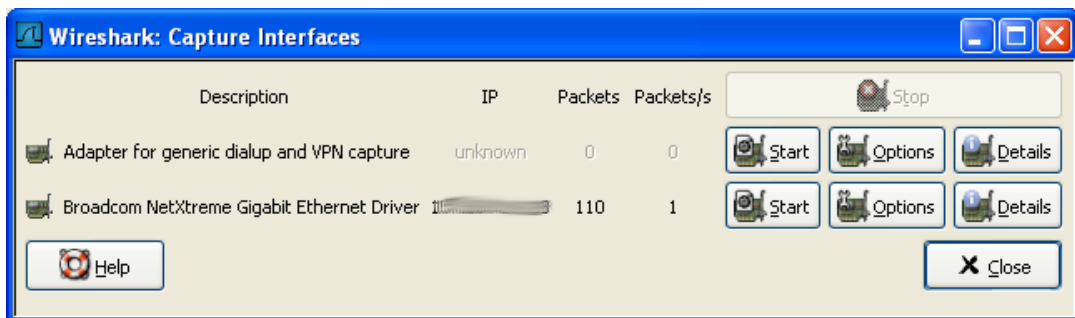 Wireshark: Capture Interfaces
Description IP Packets Packets/s Stop
Adapter for generic dialup and VPN capture unknown 0 0 Start Options Details
Broadcom NetXtreme Gigabit Ethernet Driver 110 1 Start Options Details
Help Close